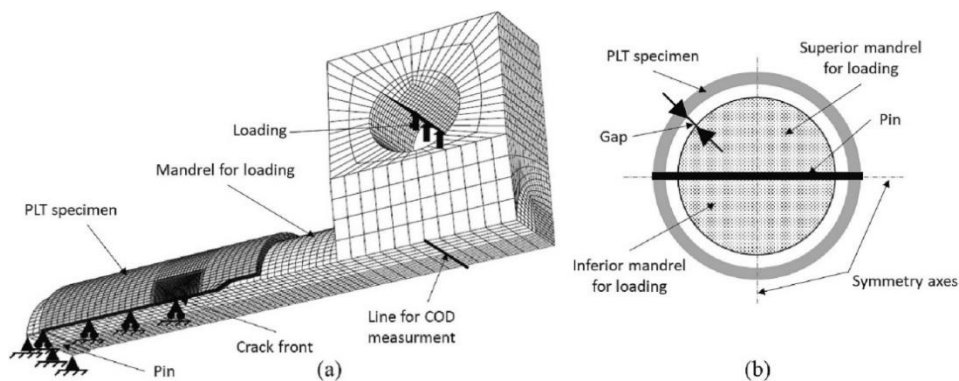 Loading
Mandrel for loading
PLT specimen
Pin
Crack front
Line for COD
measurment
(a)
PLT specimen
Superior mandrel
for loading
Gap
Pin
Inferior mandrel
for loading
Symmetry axes
(b)